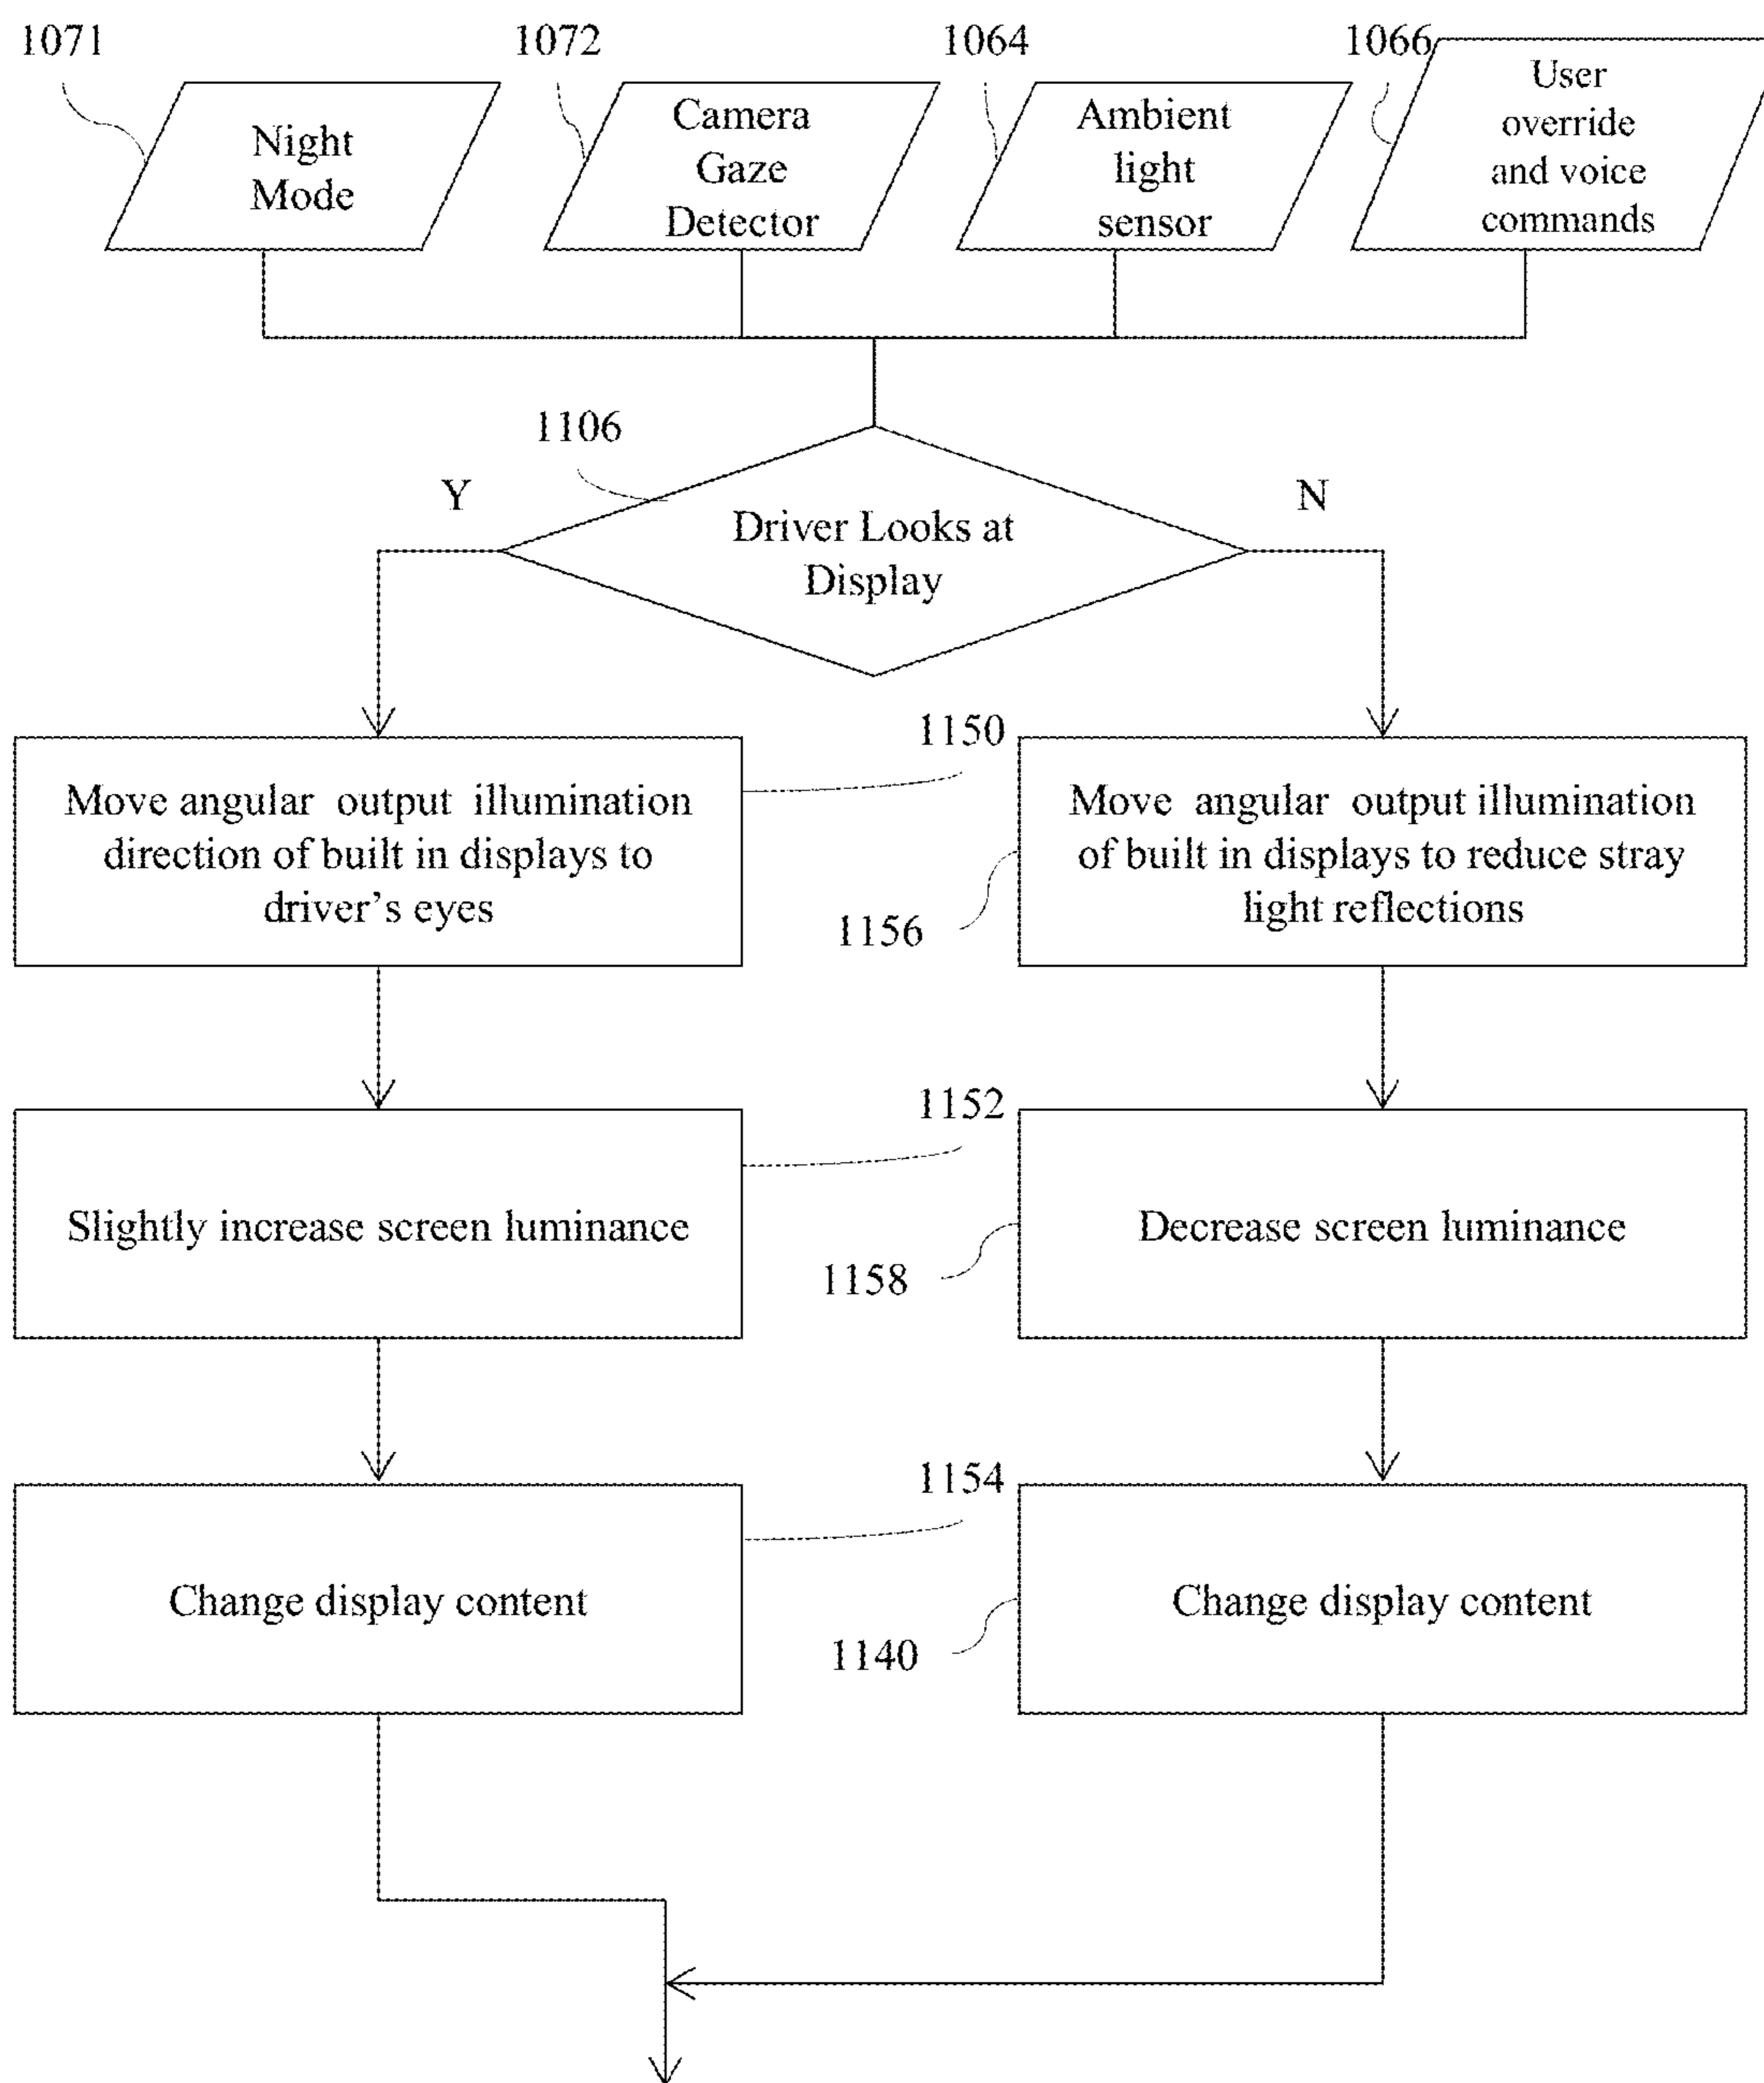 1071
1072
1064
1066
Night
Mode
Camera
Gaze
Detector
Ambient
light
sensor
User
override
and voice
commands
1106
Y
N
Driver Looks at
Display
1150
Move angular output illumination
direction of built in displays to
driver's eyes
Move angular output illumination
of built in displays to reduce stray
light reflections
1156
1152
Slightly increase screen luminance
Decrease screen luminance
1158
1154
Change display content
Change display content
1140